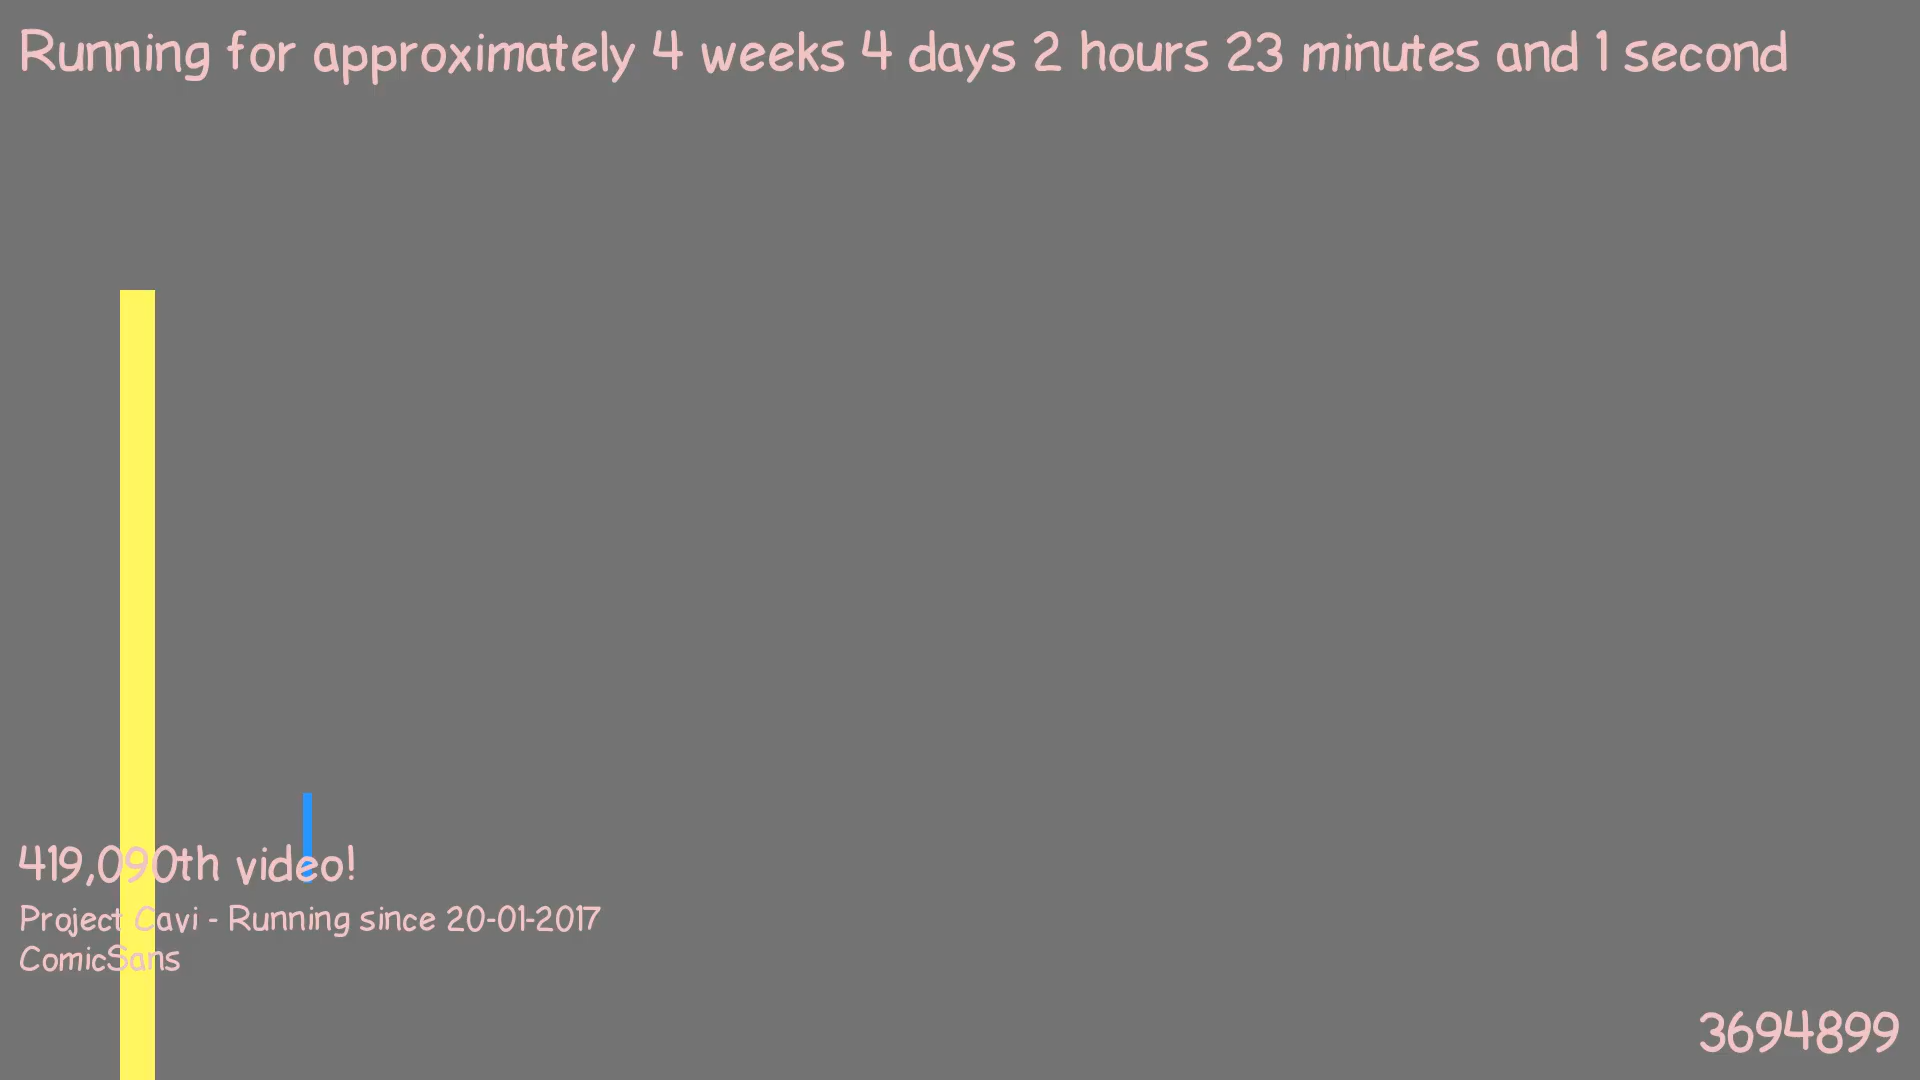 Running for approximately 4 weeks 4 days 2 hours 23 minutes and 1 second
419,090th video!
Project Cavi - Running since 20-01-2017
ComicSans
3694899